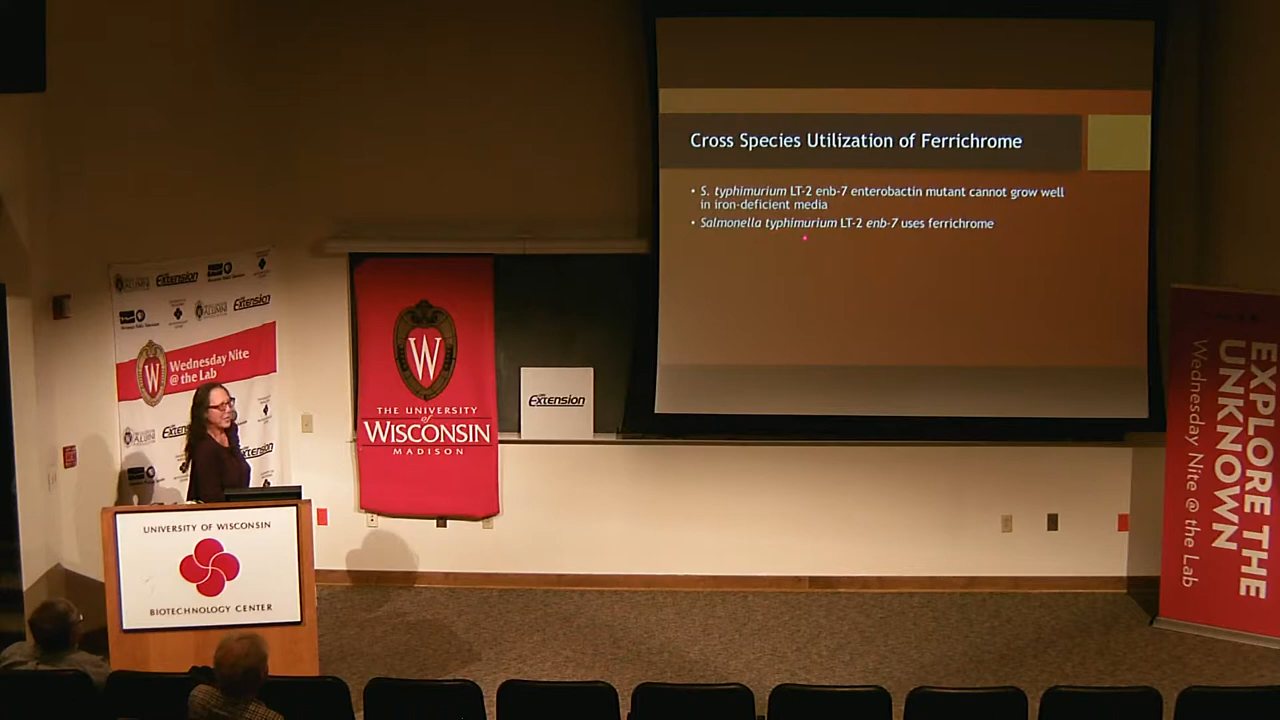 Cross Species Utilization of Ferrichrome
• S. typhimurium LT-2 enb-7 enterobactin mutant cannot grow well
in iron-deficient media
• Salmonella typhimurium LT-2 enb-7 uses ferrichrome
Extension
Extension
Wednesday Nite
@ the Lab
W
THE UNIVERSITY
of
WISCONSIN
MADISON
Extension
UNIVERSITY OF WISCONSIN
BIOTECHNOLOGY CENTER
EXPLORE THE
UNKNOWN
Wednesday Nite @ the Lab